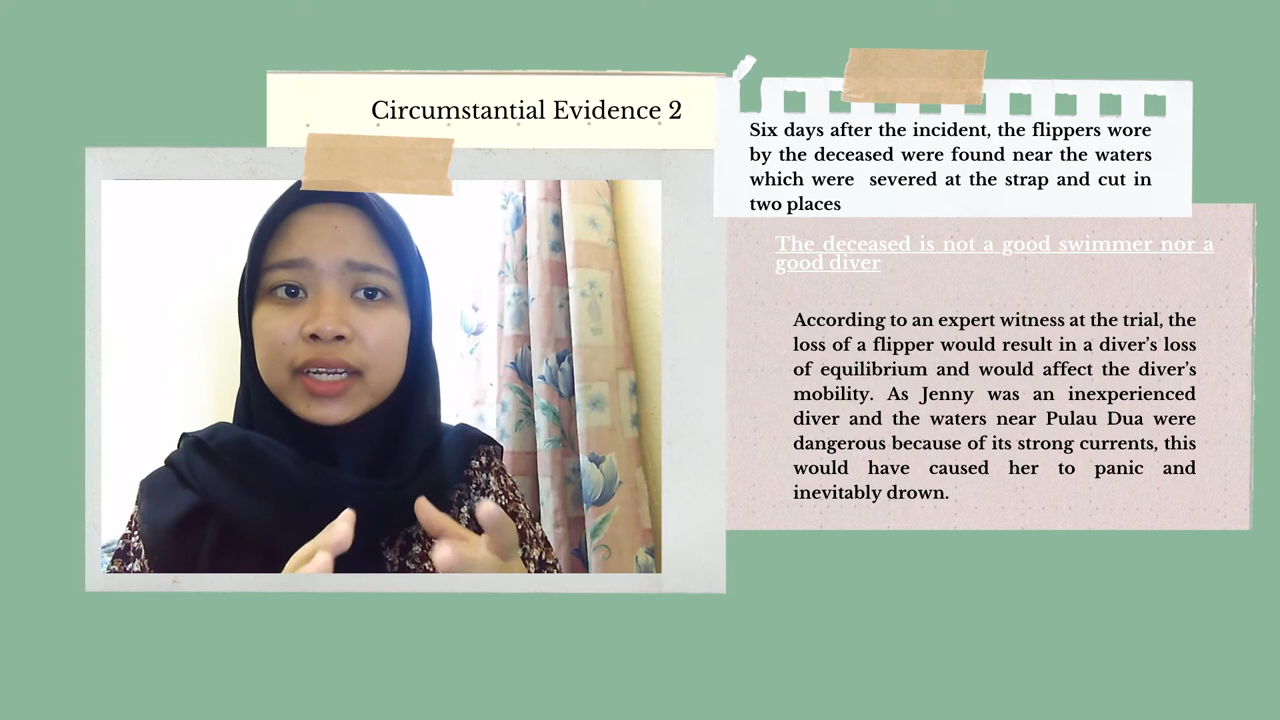 Circumstantial Evidence 2
Six days after the incident, the flippers wore
by the deceased were found near the waters
which were severed at the strap and cut in
two places
The deceased is not a good swimmer nor a
good diver
According to an expert witness at the trial, the
loss of a flipper would result in a diver's loss
of equilibrium and would affect the diver's
mobility. As Jenny was an inexperienced
diver and the waters near Pulau Dua were
dangerous because of its strong currents, this
would have caused her to panic and
inevitably drown.